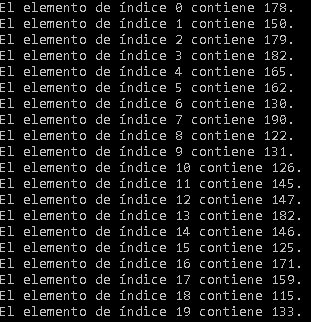 El elemento de índice 0 contiene 178.
El elemento de índice 1 contiene 150.
El elemento de índice 2 contiene 179.
El elemento de índice 3 contiene 182.
El elemento de índice 4 contiene 165.
El elemento de índice 5 contiene 162.
El elemento de índice 6 contiene 130.
El elemento de índice 7 contiene 190.
El elemento de índice 8 contiene 122.
El elemento de índice 9 contiene 131.
El elemento de índice 10 contiene 126.
El elemento de índice 11 contiene 145.
El elemento de índice 12 contiene 147.
El elemento de índice 13 contiene 182.
El elemento de índice 14 contiene 146.
El elemento de índice 15 contiene 125.
El elemento de índice 16 contiene 171.
El elemento de índice 17 contiene 159.
El elemento de índice 18 contiene 115.
El elemento de índice 19 contiene 133.